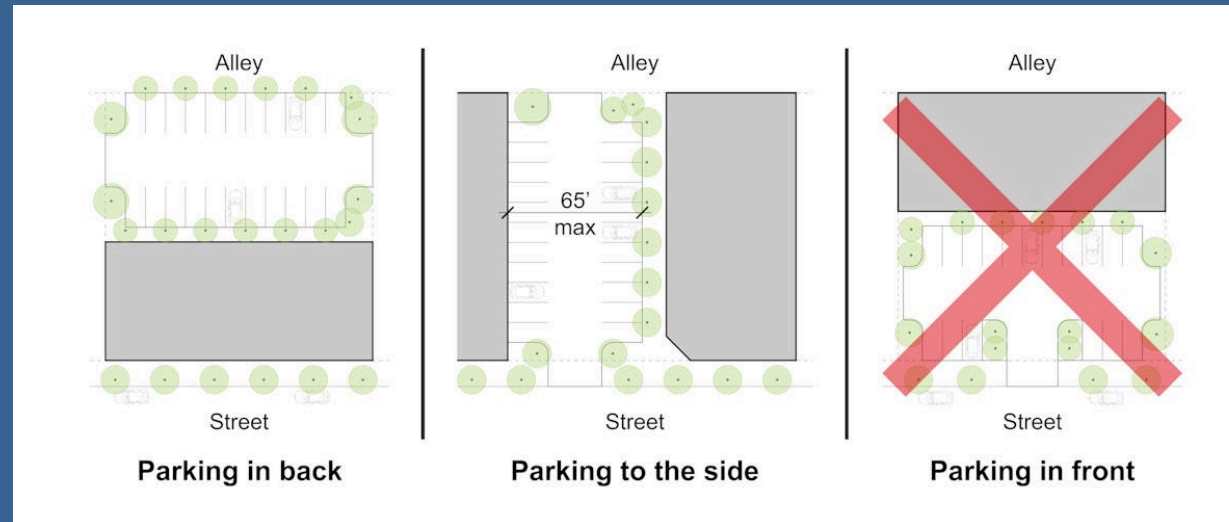 Alley
Street
Parking in back
Alley
65'
max
Street
Parking to the side
Alley
Street
Parking in front